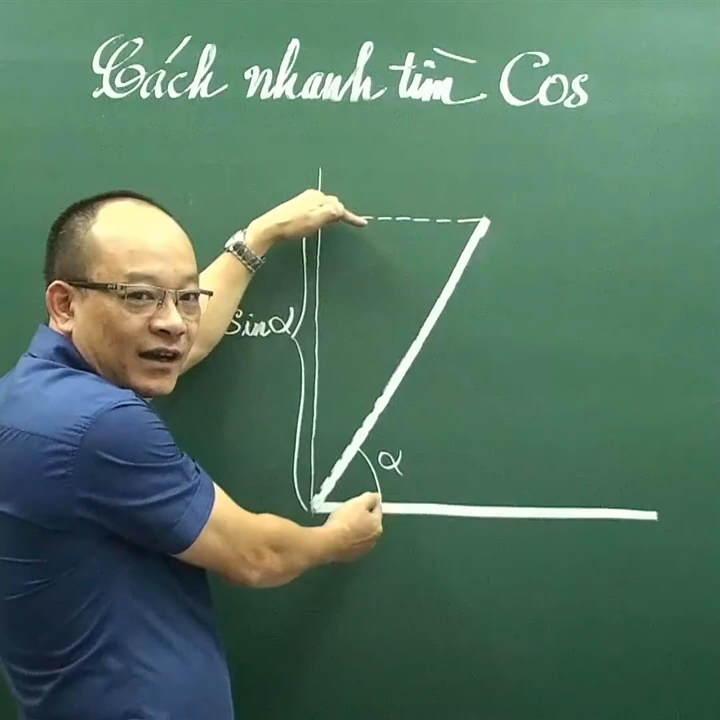 Cách nhanh tìm Cos
Sinα
α